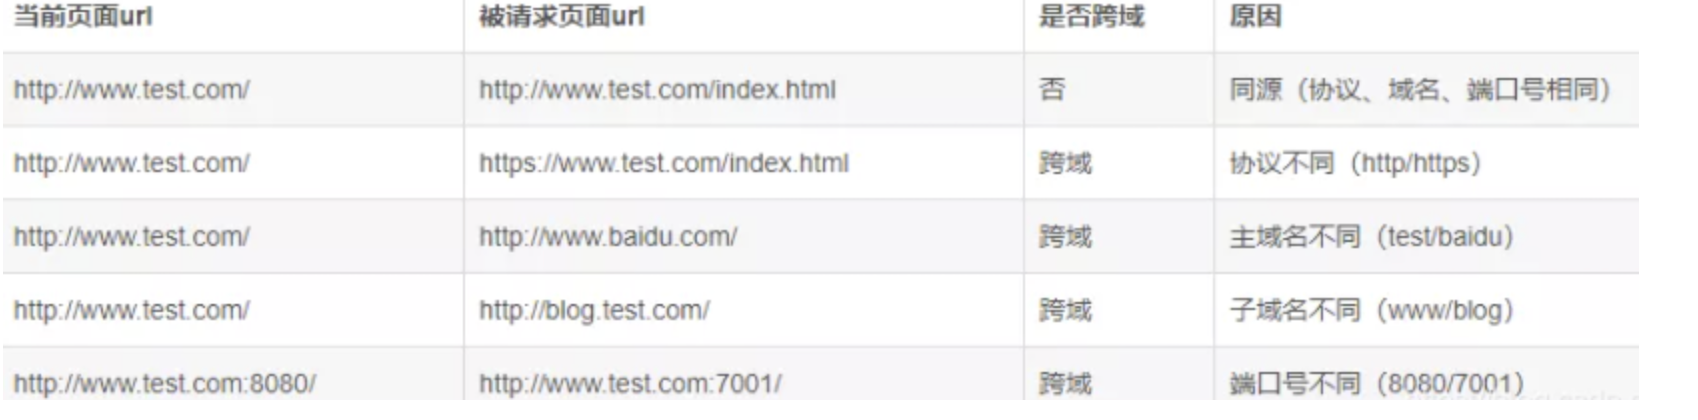 当前页面url 被请求页面url 是否跨域 原因
http://www.test.com/ http://www.test.com/index.html 否 同源（协议、域名、端口号相同）
http://www.test.com/ https://www.test.com/index.html 跨域 协议不同（http/https）
http://www.test.com/ http://www.baidu.com/ 跨域 主域名不同（test/baidu）
http://www.test.com/ http://blog.test.com/ 跨域 子域名不同（www/blog）
http://www.test.com:8080/ http://www.test.com:7001/ 跨域 端口号不同（8080/7001）